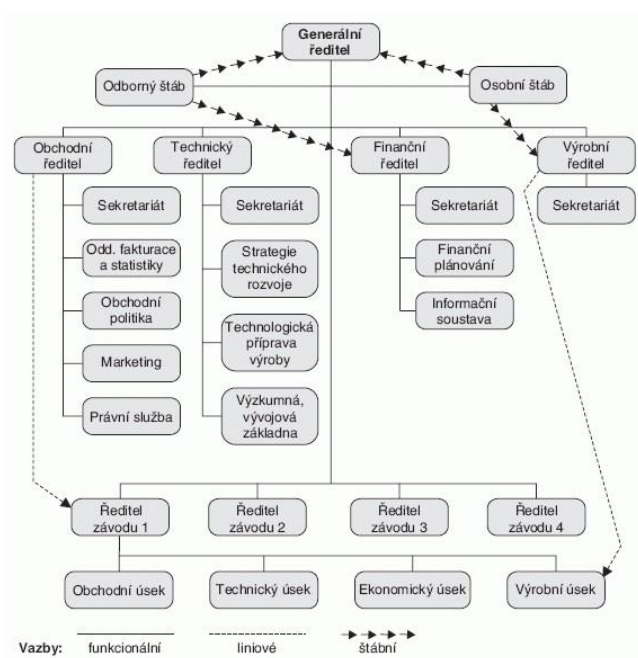 Generální
ředitel
Odborný štáb
Osobní štáb
Obchodní
ředitel
Technický
ředitel
Finanční
ředitel
Výrobní
ředitel
Sekretariát
Sekretariát
Sekretariát
Sekretariát
Odd. fakturace
a statistiky
Strategie
technického
rozvoje
Finanční
plánování
Obchodní
politika
Technologická
příprava
výroby
Informační
soustava
Marketing
Výzkumná,
vývojová
základna
Právní služba
Ředitel
závodu 1
Ředitel
závodu 2
Ředitel
závodu 3
Ředitel
závodu 4
Obchodní úsek
Technický úsek
Ekonomický úsek
Výrobní úsek
Vazby: funkcionální liniové štábní